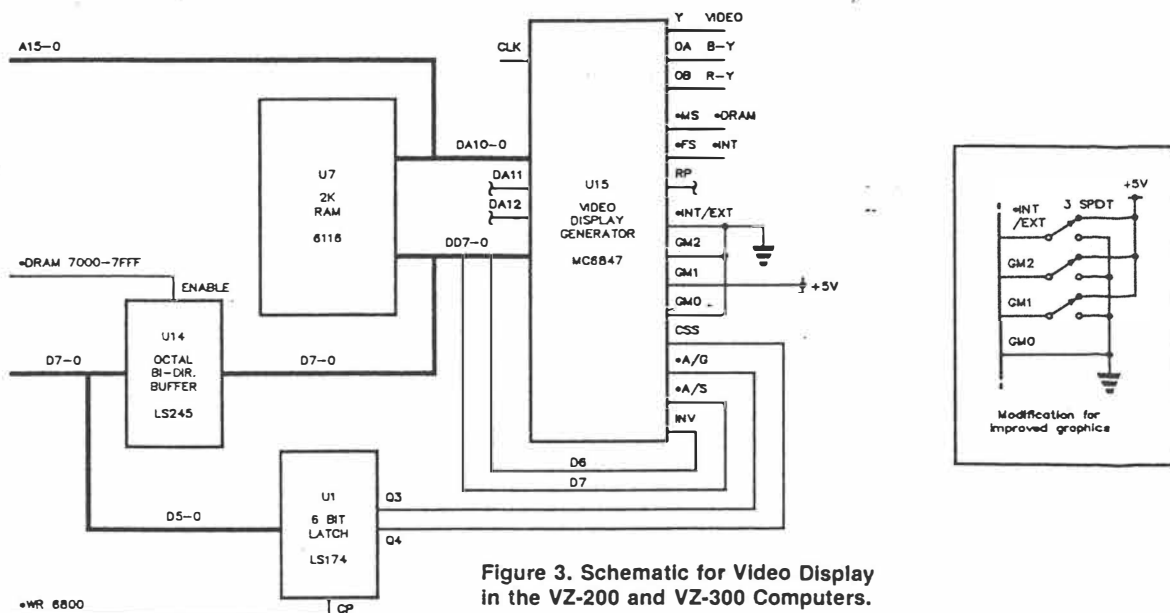 A15-0
CLK
Y VIDEO
OA B-Y
OB R-Y
•MS •DRAM
•FS •INT
RP
•INT/EXT
GM2
GM1
GM0
CSS
•A/G
•A/S
INV
+5V
DA10-0
DA11
DA12
DD7-0
U7
2K
RAM
6116
U15
VIDEO
DISPLAY
GENERATOR
MC6847
•DRAM 7000-7FFF
ENABLE
U14
OCTAL
BI-DIR.
BUFFER
LS245
D7-0
D7-0
D6
D7
D5-0
U1
6 BIT
LATCH
LS174
Q3
Q4
•WR 6800
CP
+5V
•INT
/EXT
3 SPDT
GM2
GM1
GM0
Modification for
improved graphics
Figure 3. Schematic for Video Display
in the VZ-200 and VZ-300 Computers.